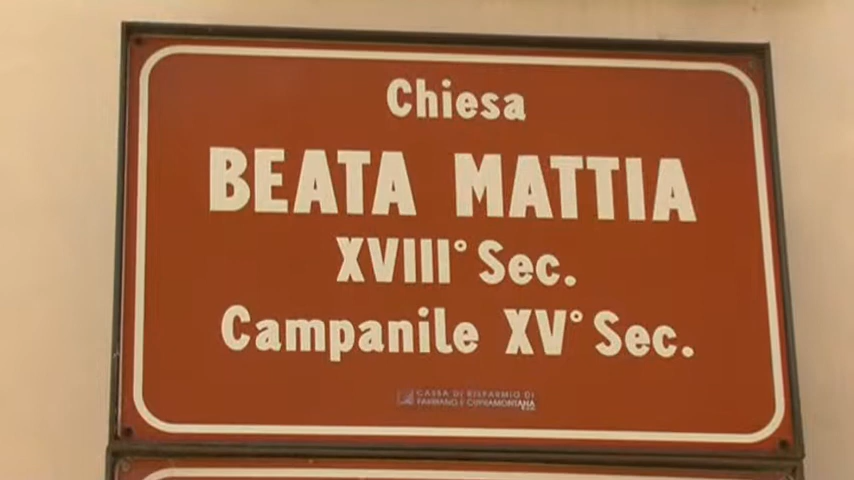 Chiesa
BEATA MATTIA
XVIII° Sec.
Campanile XV° Sec.
CASSA DI RISPARMIO DI
FABRIANO E CUPRAMONTANA